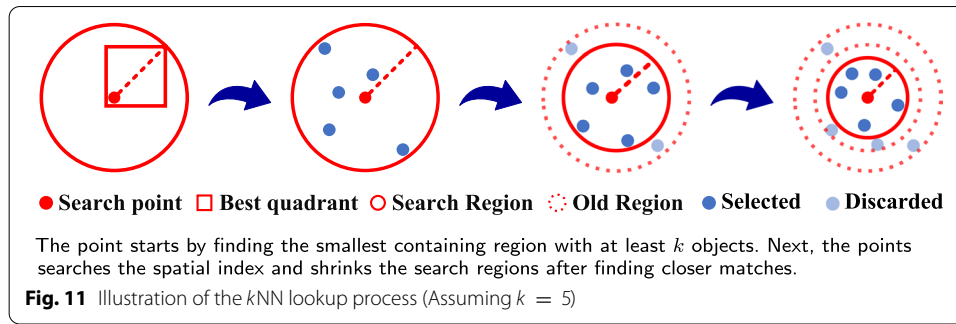 Search point Best quadrant Search Region Old Region Selected Discarded
The point starts by finding the smallest containing region with at least k objects. Next, the points
searches the spatial index and shrinks the search regions after finding closer matches.
Fig. 11 Illustration of the kNN lookup process (Assuming k = 5)